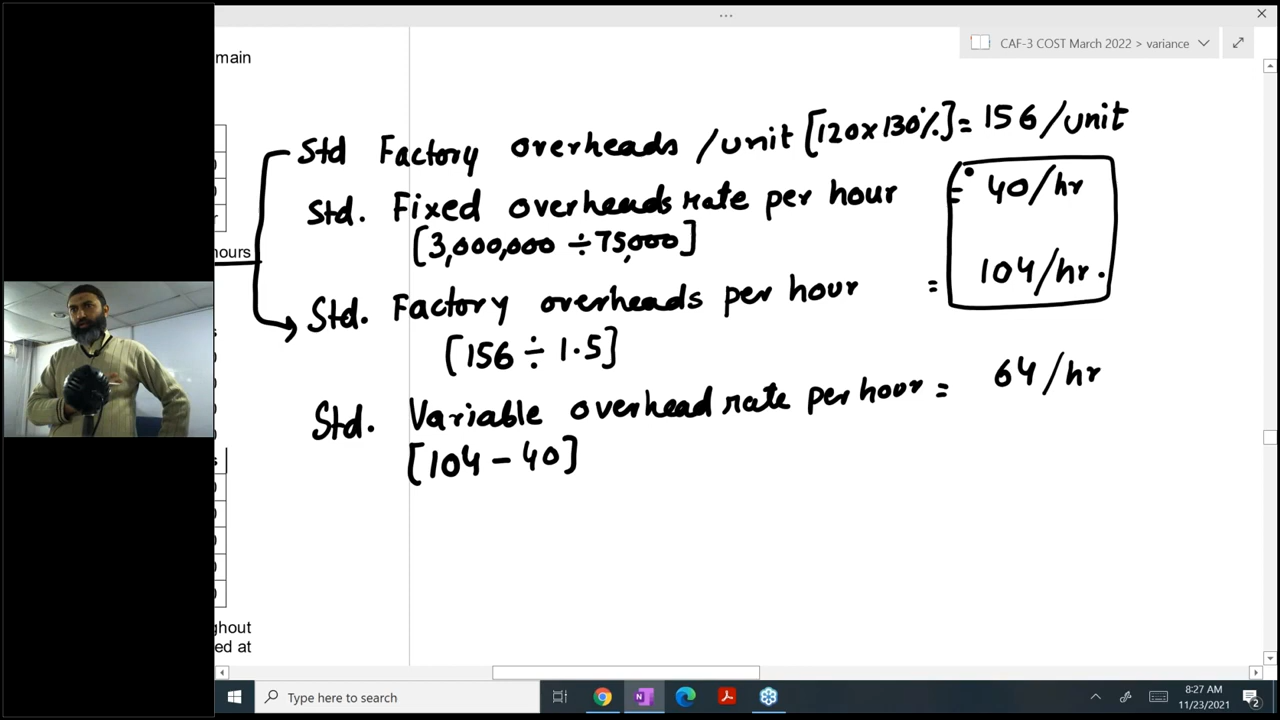 ...
CAF-3 COST March 2022 > variance
main
Std Factory overheads /unit [120x130%] = 156/unit
Std. Fixed overheads rate per hour = 40/hr
[3,000,000 ÷ 75,000]
hours
Std. Factory overheads per hour = 104/hr.
[156 ÷ 1.5]
Std. Variable overhead rate per hour = 64/hr
[104 - 40]
ed at
Type here to search
8:27 AM
11/23/2021
2